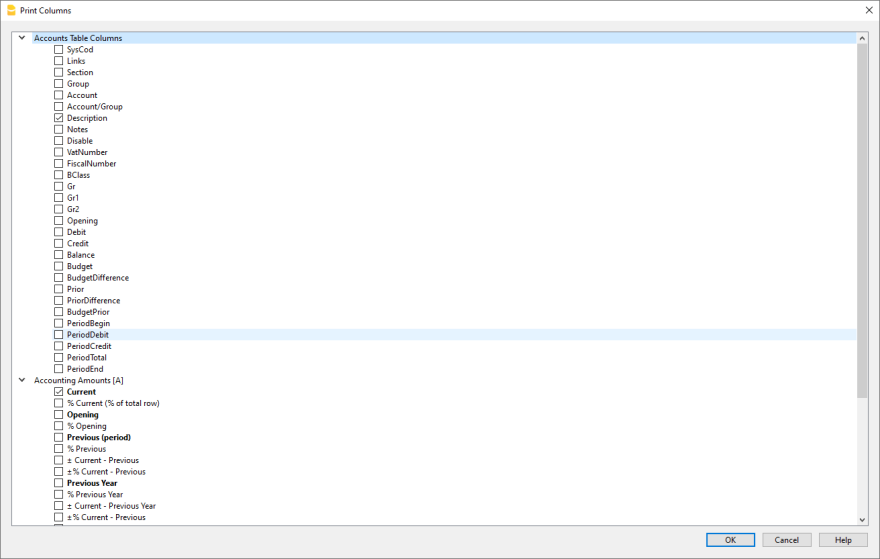 Print Columns
Accounts Table Columns
SysCod
Links
Section
Group
Account
Account/Group
Description
Notes
Disable
VatNumber
FiscalNumber
BClass
Gr
Gr1
Gr2
Opening
Debit
Credit
Balance
Budget
BudgetDifference
Prior
PriorDifference
BudgetPrior
PeriodBegin
PeriodDebit
PeriodCredit
PeriodTotal
PeriodEnd
Accounting Amounts [A]
Current
% Current (% of total row)
Opening
% Opening
Previous (period)
% Previous
± Current - Previous
±% Current - Previous
Previous Year
% Previous Year
± Current - Previous Year
±% Current - Previous
OK Cancel Help